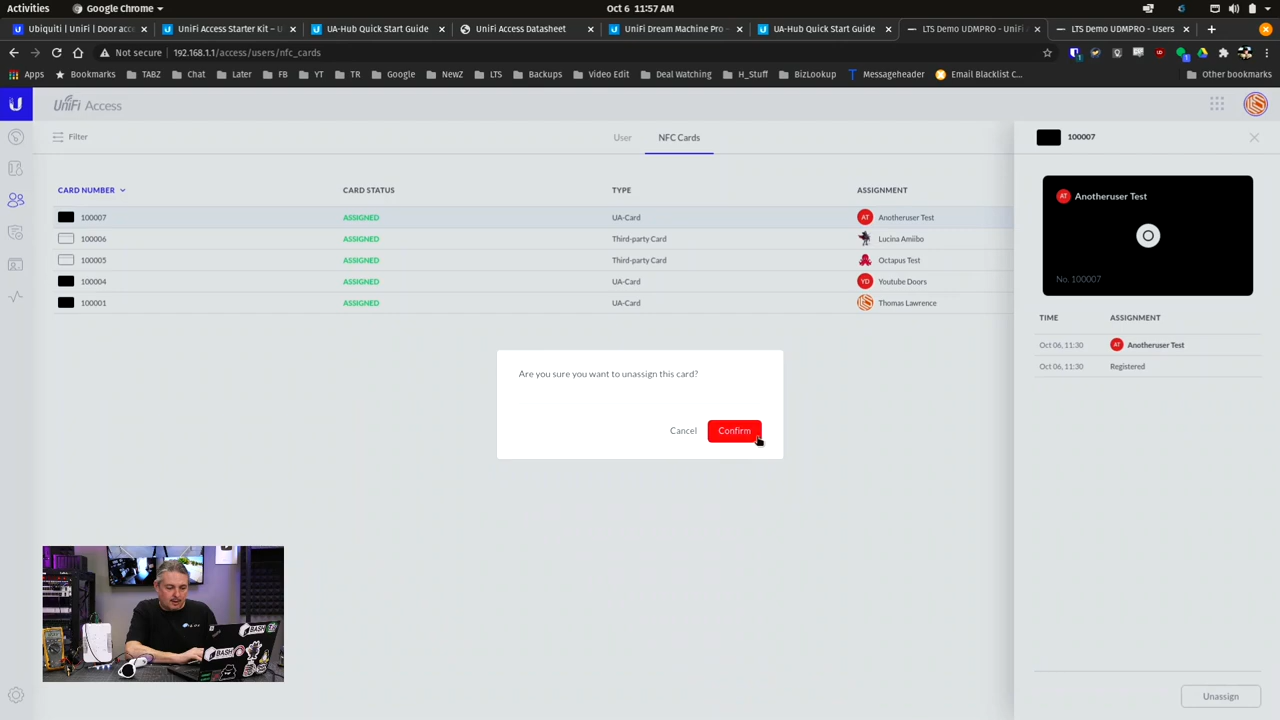 Activities
Google Chrome
Oct 6 11:57 AM
Ubiquiti | UniFi | Door acce
UniFi Access Starter Kit – U
UA-Hub Quick Start Guide
UniFi Access Datasheet
UniFi Dream Machine Pro –
UA-Hub Quick Start Guide
LTS Demo UDMPRO - UniFi
LTS Demo UDMPRO - Users
Not secure
192.168.1.1/access/users/nfc_cards
Apps
Bookmarks
TABZ
Chat
Later
FB
YT
TR
Google
NewZ
LTS
Backups
Video Edit
Deal Watching
H_Stuff
BizLookup
Messageheader
Email Blacklist C...
Other bookmarks
UniFi Access
Filter
User
NFC Cards
CARD NUMBER CARD STATUS TYPE ASSIGNMENT
100007 ASSIGNED UA-Card AT Anotheruser Test
100006 ASSIGNED Third-party Card Lucina Amiibo
100005 ASSIGNED Third-party Card Octapus Test
100004 ASSIGNED UA-Card YD Youtube Doors
100001 ASSIGNED UA-Card Thomas Lawrence
Are you sure you want to unassign this card?
Cancel
Confirm
100007
AT Anotheruser Test
No. 100007
TIME ASSIGNMENT
Oct 06, 11:30 AT Anotheruser Test
Oct 06, 11:30 Registered
Unassign
BASH
BASH